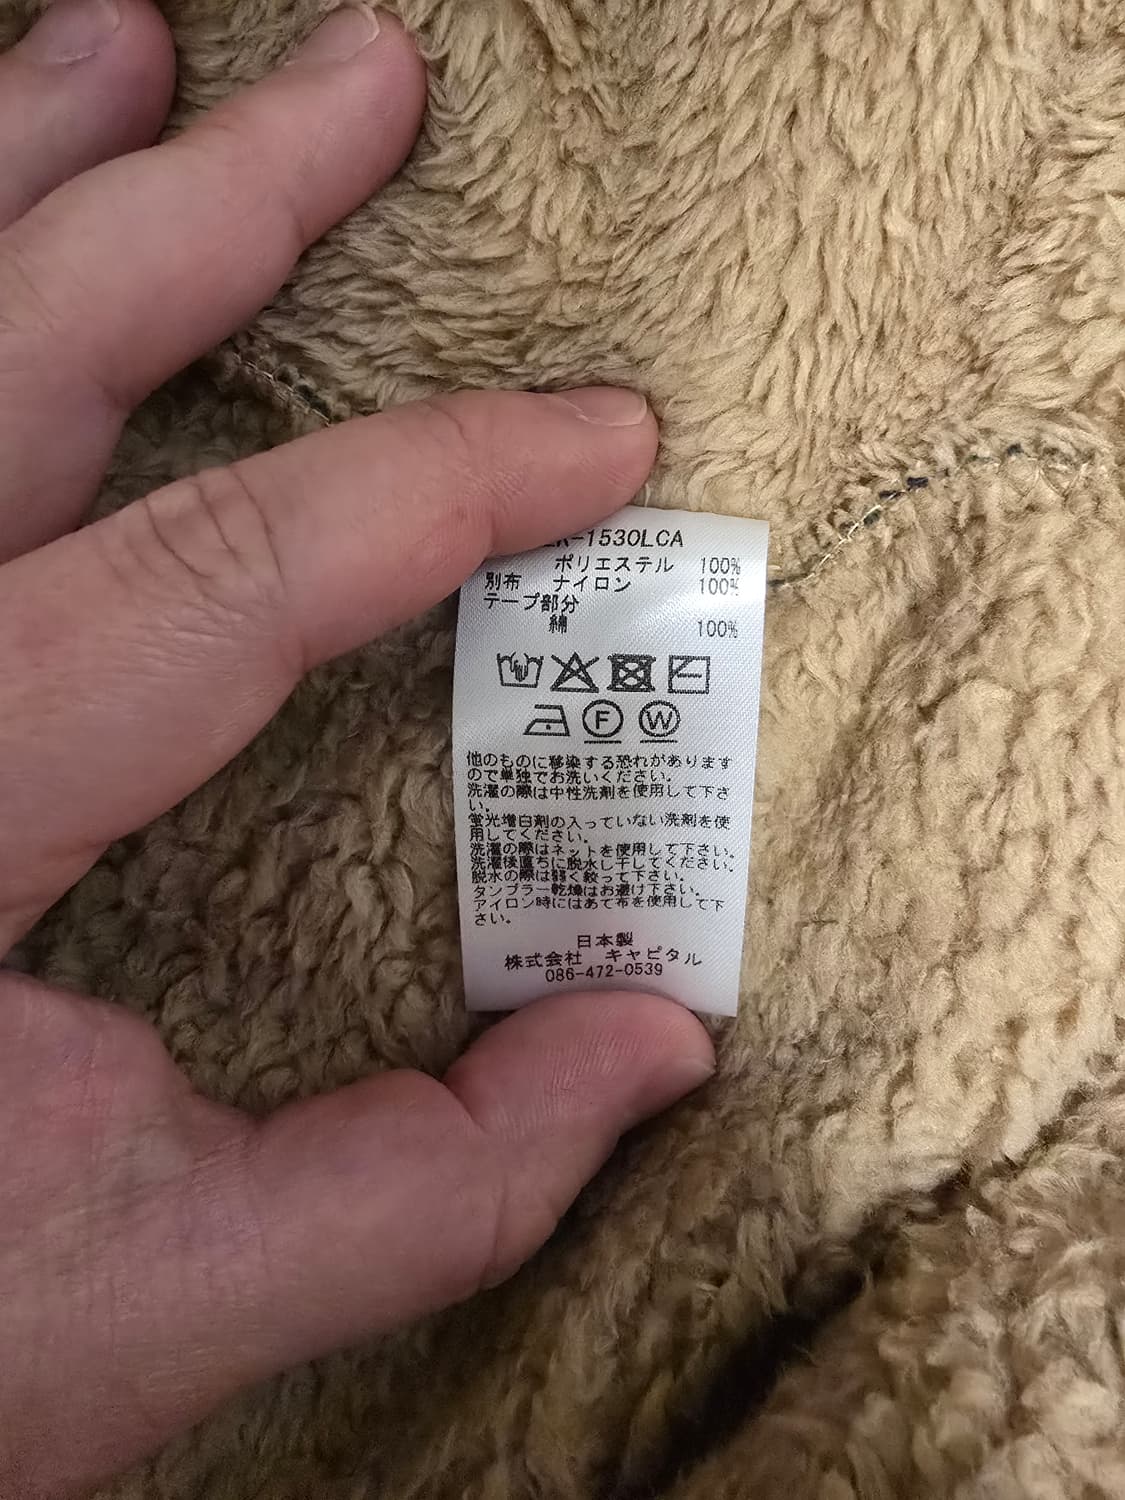 -1530LCA
ポリエステル 100%
別布 ナイロン 100%
テープ部分
綿 100%
F W
他のものに移染する恐れがあります
ので単独でお洗いください。
洗濯の際は中性洗剤を使用して下さ
い。
蛍光増白剤の入っていない洗剤を使
用してください。
洗濯の際はネットを使用して下さい。
洗濯後直ちに脱水し干してください。
脱水の際は弱く絞って下さい。
タンブラー乾燥はお避け下さい。
アイロン時にはあて布を使用して下
さい。
日本製
株式会社 キャピタル
086-472-0539